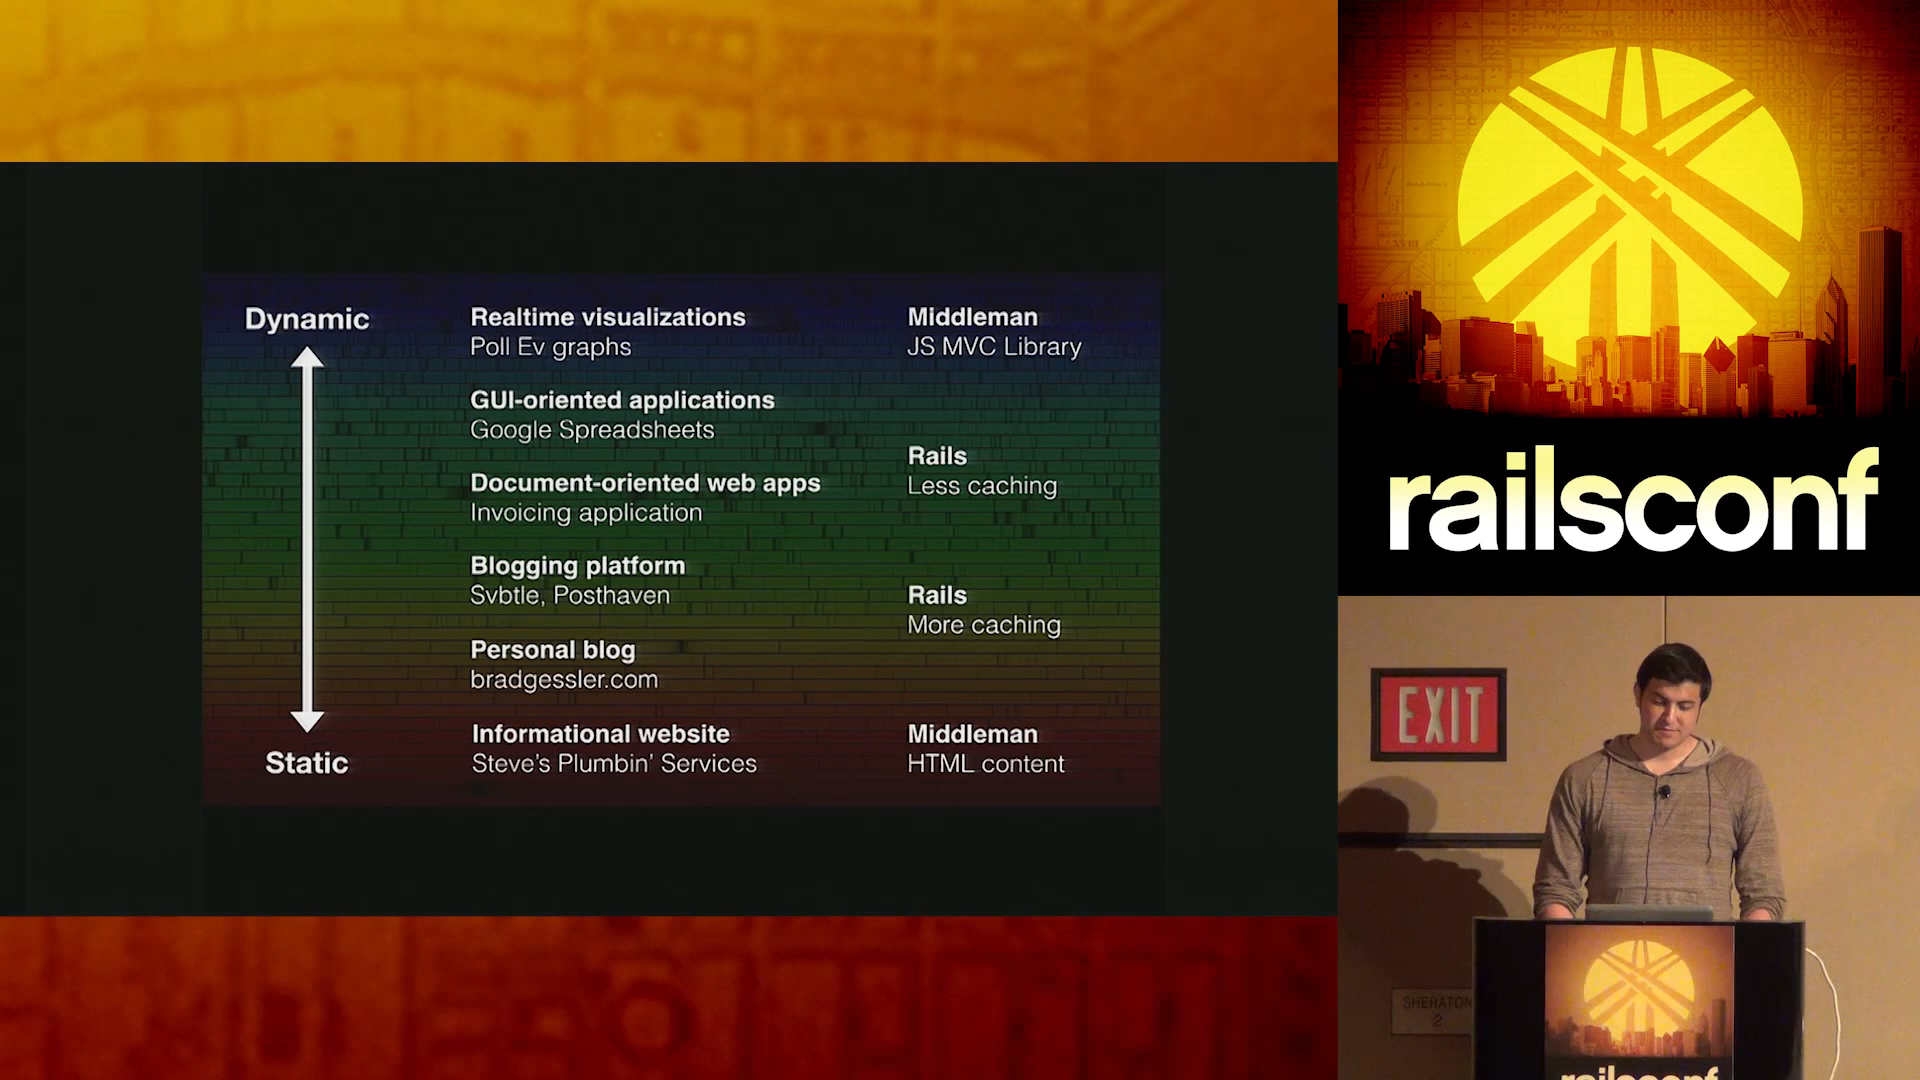 Dynamic
Realtime visualizations
Poll Ev graphs
GUI-oriented applications
Google Spreadsheets
Document-oriented web apps
Invoicing application
Blogging platform
Svbtle, Posthaven
Personal blog
bradgessler.com
Static
Informational website
Steve's Plumbin' Services
Middleman
JS MVC Library
Rails
Less caching
Rails
More caching
Middleman
HTML content
railsconf
EXIT
SHERATON
2
railsconf